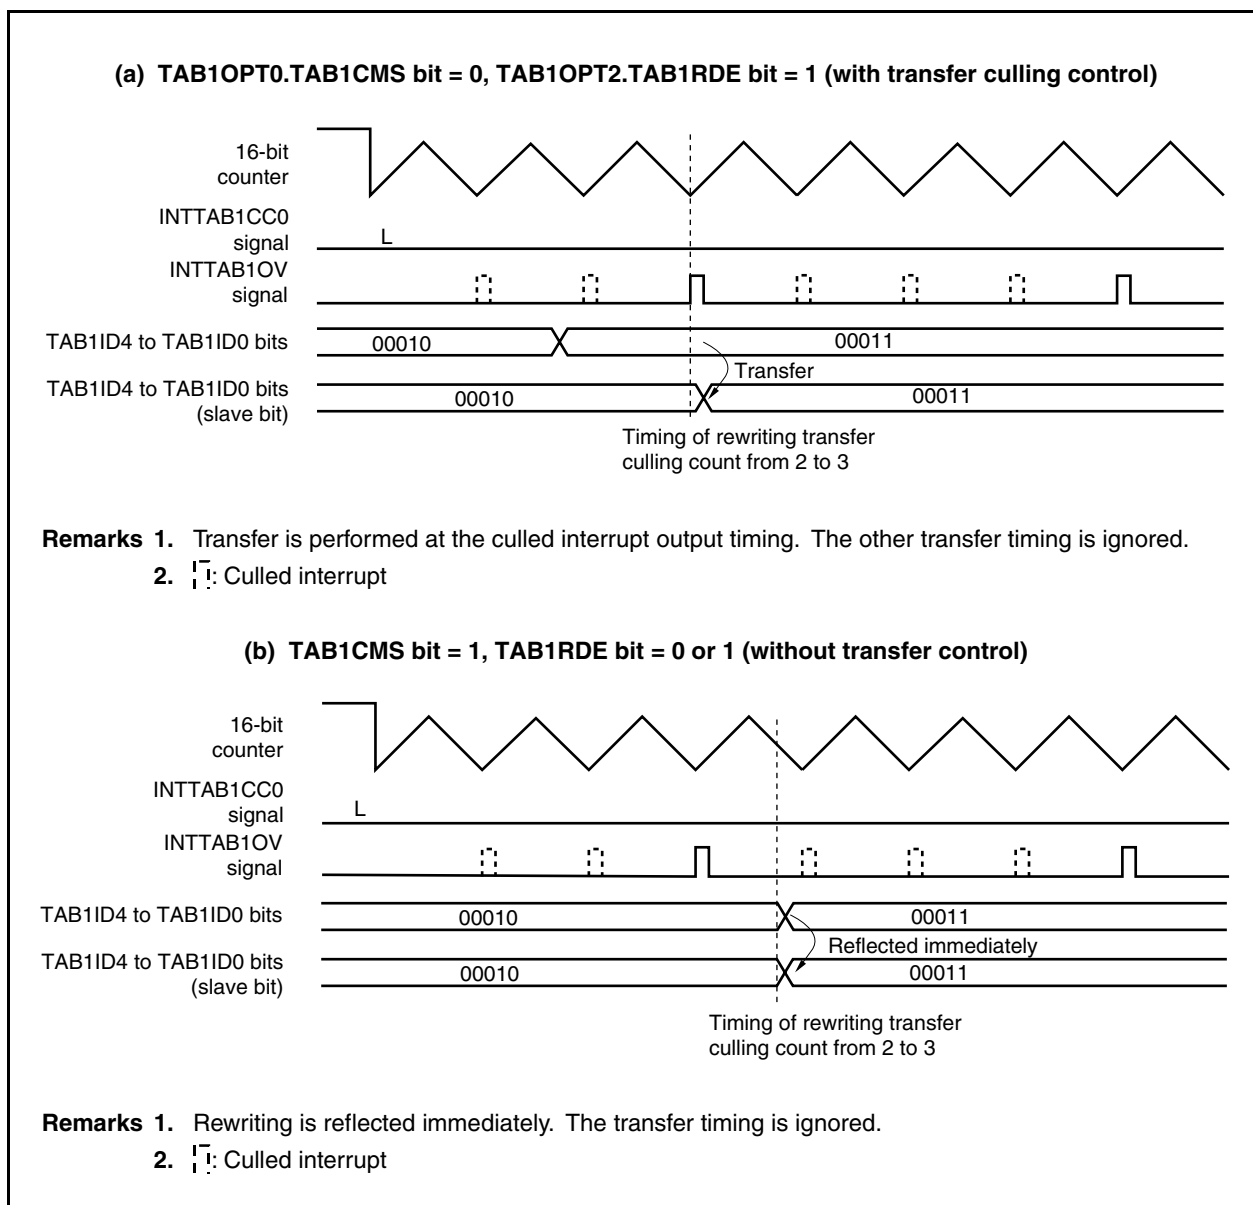 (a) TAB1OPT0.TAB1CMS bit = 0, TAB1OPT2.TAB1RDE bit = 1 (with transfer culling control)
16-bit
counter
INTTAB1CC0
signal
L
INTTAB1OV
signal
TAB1ID4 to TAB1ID0 bits
00010
00011
Transfer
TAB1ID4 to TAB1ID0 bits
(slave bit)
00010
00011
Timing of rewriting transfer
culling count from 2 to 3
Remarks 1. Transfer is performed at the culled interrupt output timing. The other transfer timing is ignored.
2. : Culled interrupt
(b) TAB1CMS bit = 1, TAB1RDE bit = 0 or 1 (without transfer control)
16-bit
counter
INTTAB1CC0
signal
L
INTTAB1OV
signal
TAB1ID4 to TAB1ID0 bits
00010
00011
Reflected immediately
TAB1ID4 to TAB1ID0 bits
(slave bit)
00010
00011
Timing of rewriting transfer
culling count from 2 to 3
Remarks 1. Rewriting is reflected immediately. The transfer timing is ignored.
2. : Culled interrupt